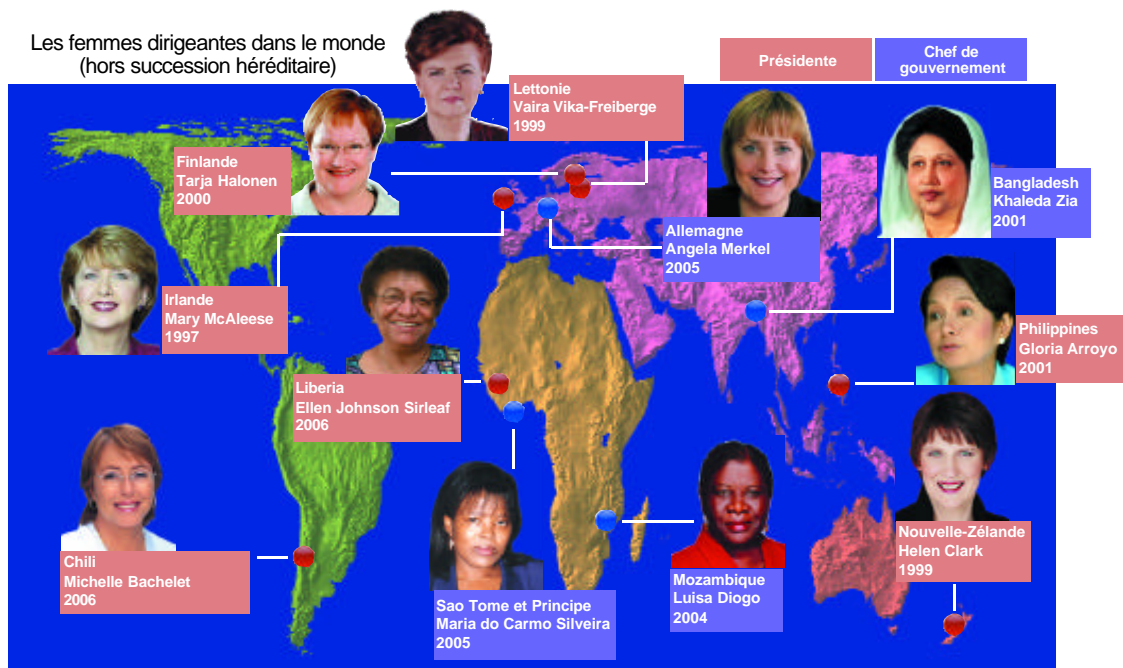 Les femmes dirigeantes dans le monde
(hors succession héréditaire)
Présidente
Chef de
gouvernement
Lettonie
Vaira Vika-Freiberge
1999
Finlande
Tarja Halonen
2000
Bangladesh
Khaleda Zia
2001
Allemagne
Angela Merkel
2005
Irlande
Mary McAleese
1997
Philippines
Gloria Arroyo
2001
Liberia
Ellen Johnson Sirleaf
2006
Nouvelle-Zélande
Helen Clark
1999
Chili
Michelle Bachelet
2006
Mozambique
Luisa Diogo
2004
Sao Tome et Principe
Maria do Carmo Silveira
2005